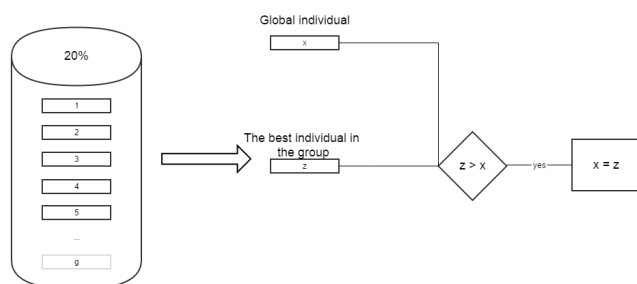 Global individual
x
20%
1
2
3
4
5
...
g
The best individual in
the group
z
z > x
yes
x = z